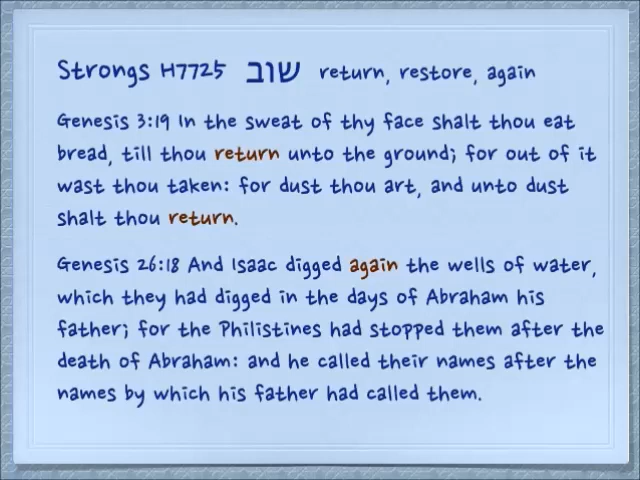 Strongs H7725 שוב return, restore, again
Genesis 3:19 In the sweat of thy face shalt thou eat
bread, till thou return unto the ground; for out of it
wast thou taken: for dust thou art, and unto dust
shalt thou return.
Genesis 26:18 And Isaac digged again the wells of water,
which they had digged in the days of Abraham his
father; for the Philistines had stopped them after the
death of Abraham: and he called their names after the
names by which his father had called them.